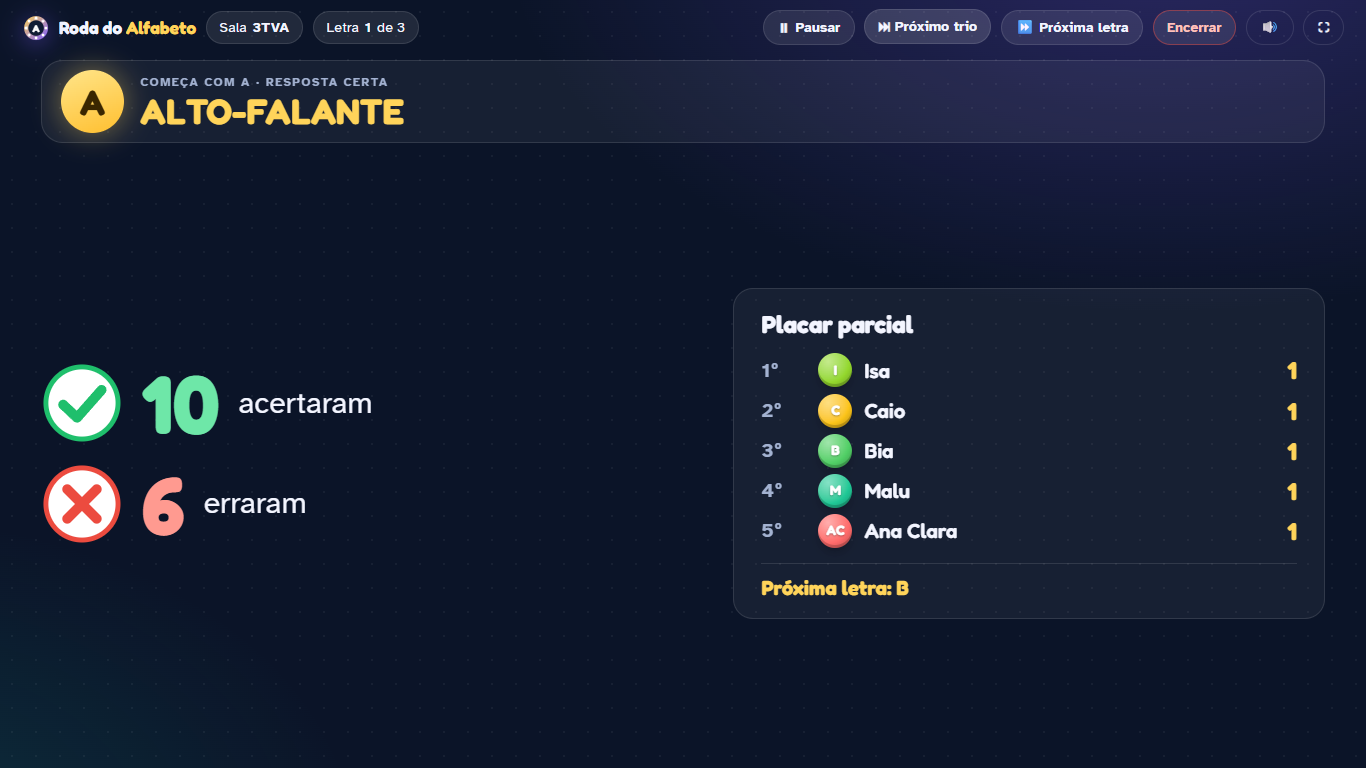 A Roda do Alfabeto Sala 3TVA Letra 1 de 3 Pausar Próximo trio Próxima letra Encerrar
A
COMEÇA COM A · RESPOSTA CERTA
ALTO-FALANTE
10 acertaram
6 erraram
Placar parcial
1º I Isa 1
2º C Caio 1
3º B Bia 1
4º M Malu 1
5º AC Ana Clara 1
Próxima letra: B